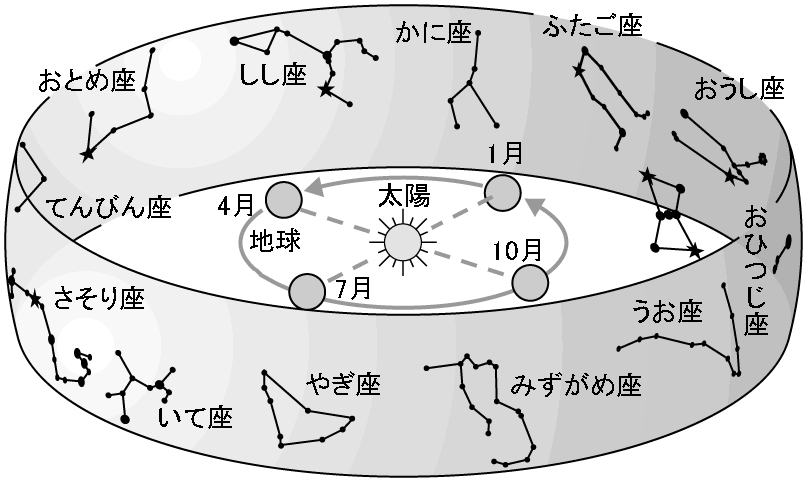 ふたご座
かに座
しし座
おとめ座
おうし座
1月
太陽
4月
てんびん座
地球
10月
おひつじ座
7月
さそり座
うお座
やぎ座
みずがめ座
いて座